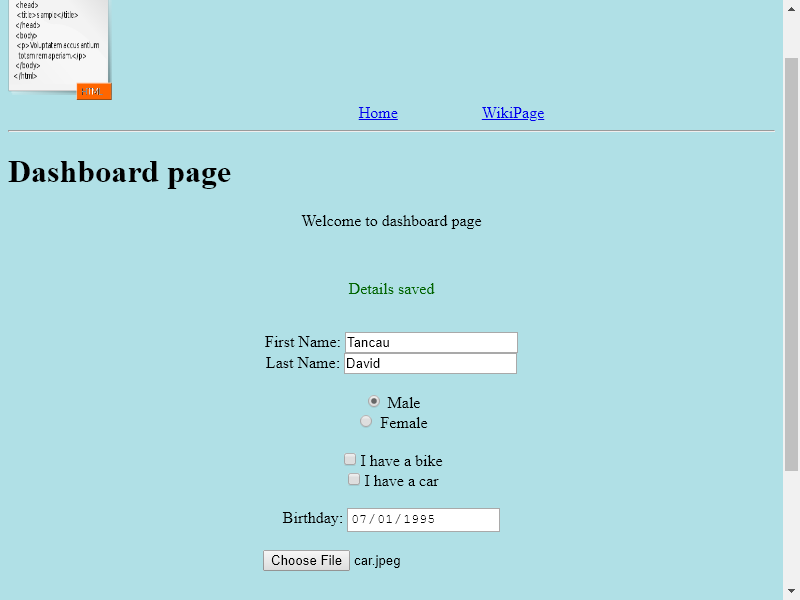 <head>
<title>sample</title>
</head>
<body>
<p>Voluptatem accusantium
totem rem aperiam.</p>
</body>
</html>
HTML
Home WikiPage
Dashboard page
Welcome to dashboard page
Details saved
First Name: Tancau
Last Name: David
Male
Female
I have a bike
I have a car
Birthday: 07/01/1995
Choose File car.jpeg